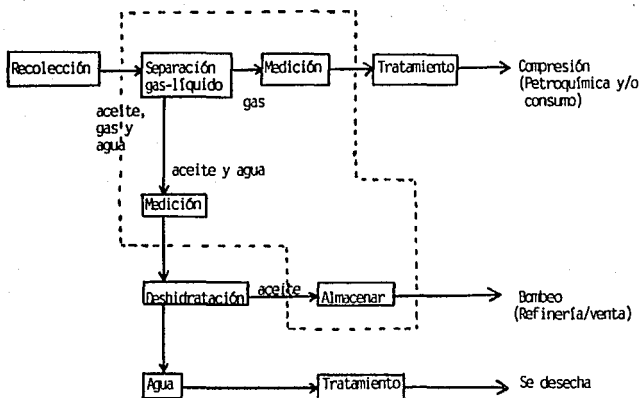 Recolección
Separación
gas-líquido
Medición
Tratamiento
Compresión
(Petroquímica y/o
consumo)
gas
aceite,
gas y
agua
aceite y agua
Medición
Deshidratación
aceite
Almacenar
Bombeo
(Refinería/venta)
Agua
Tratamiento
Se desecha